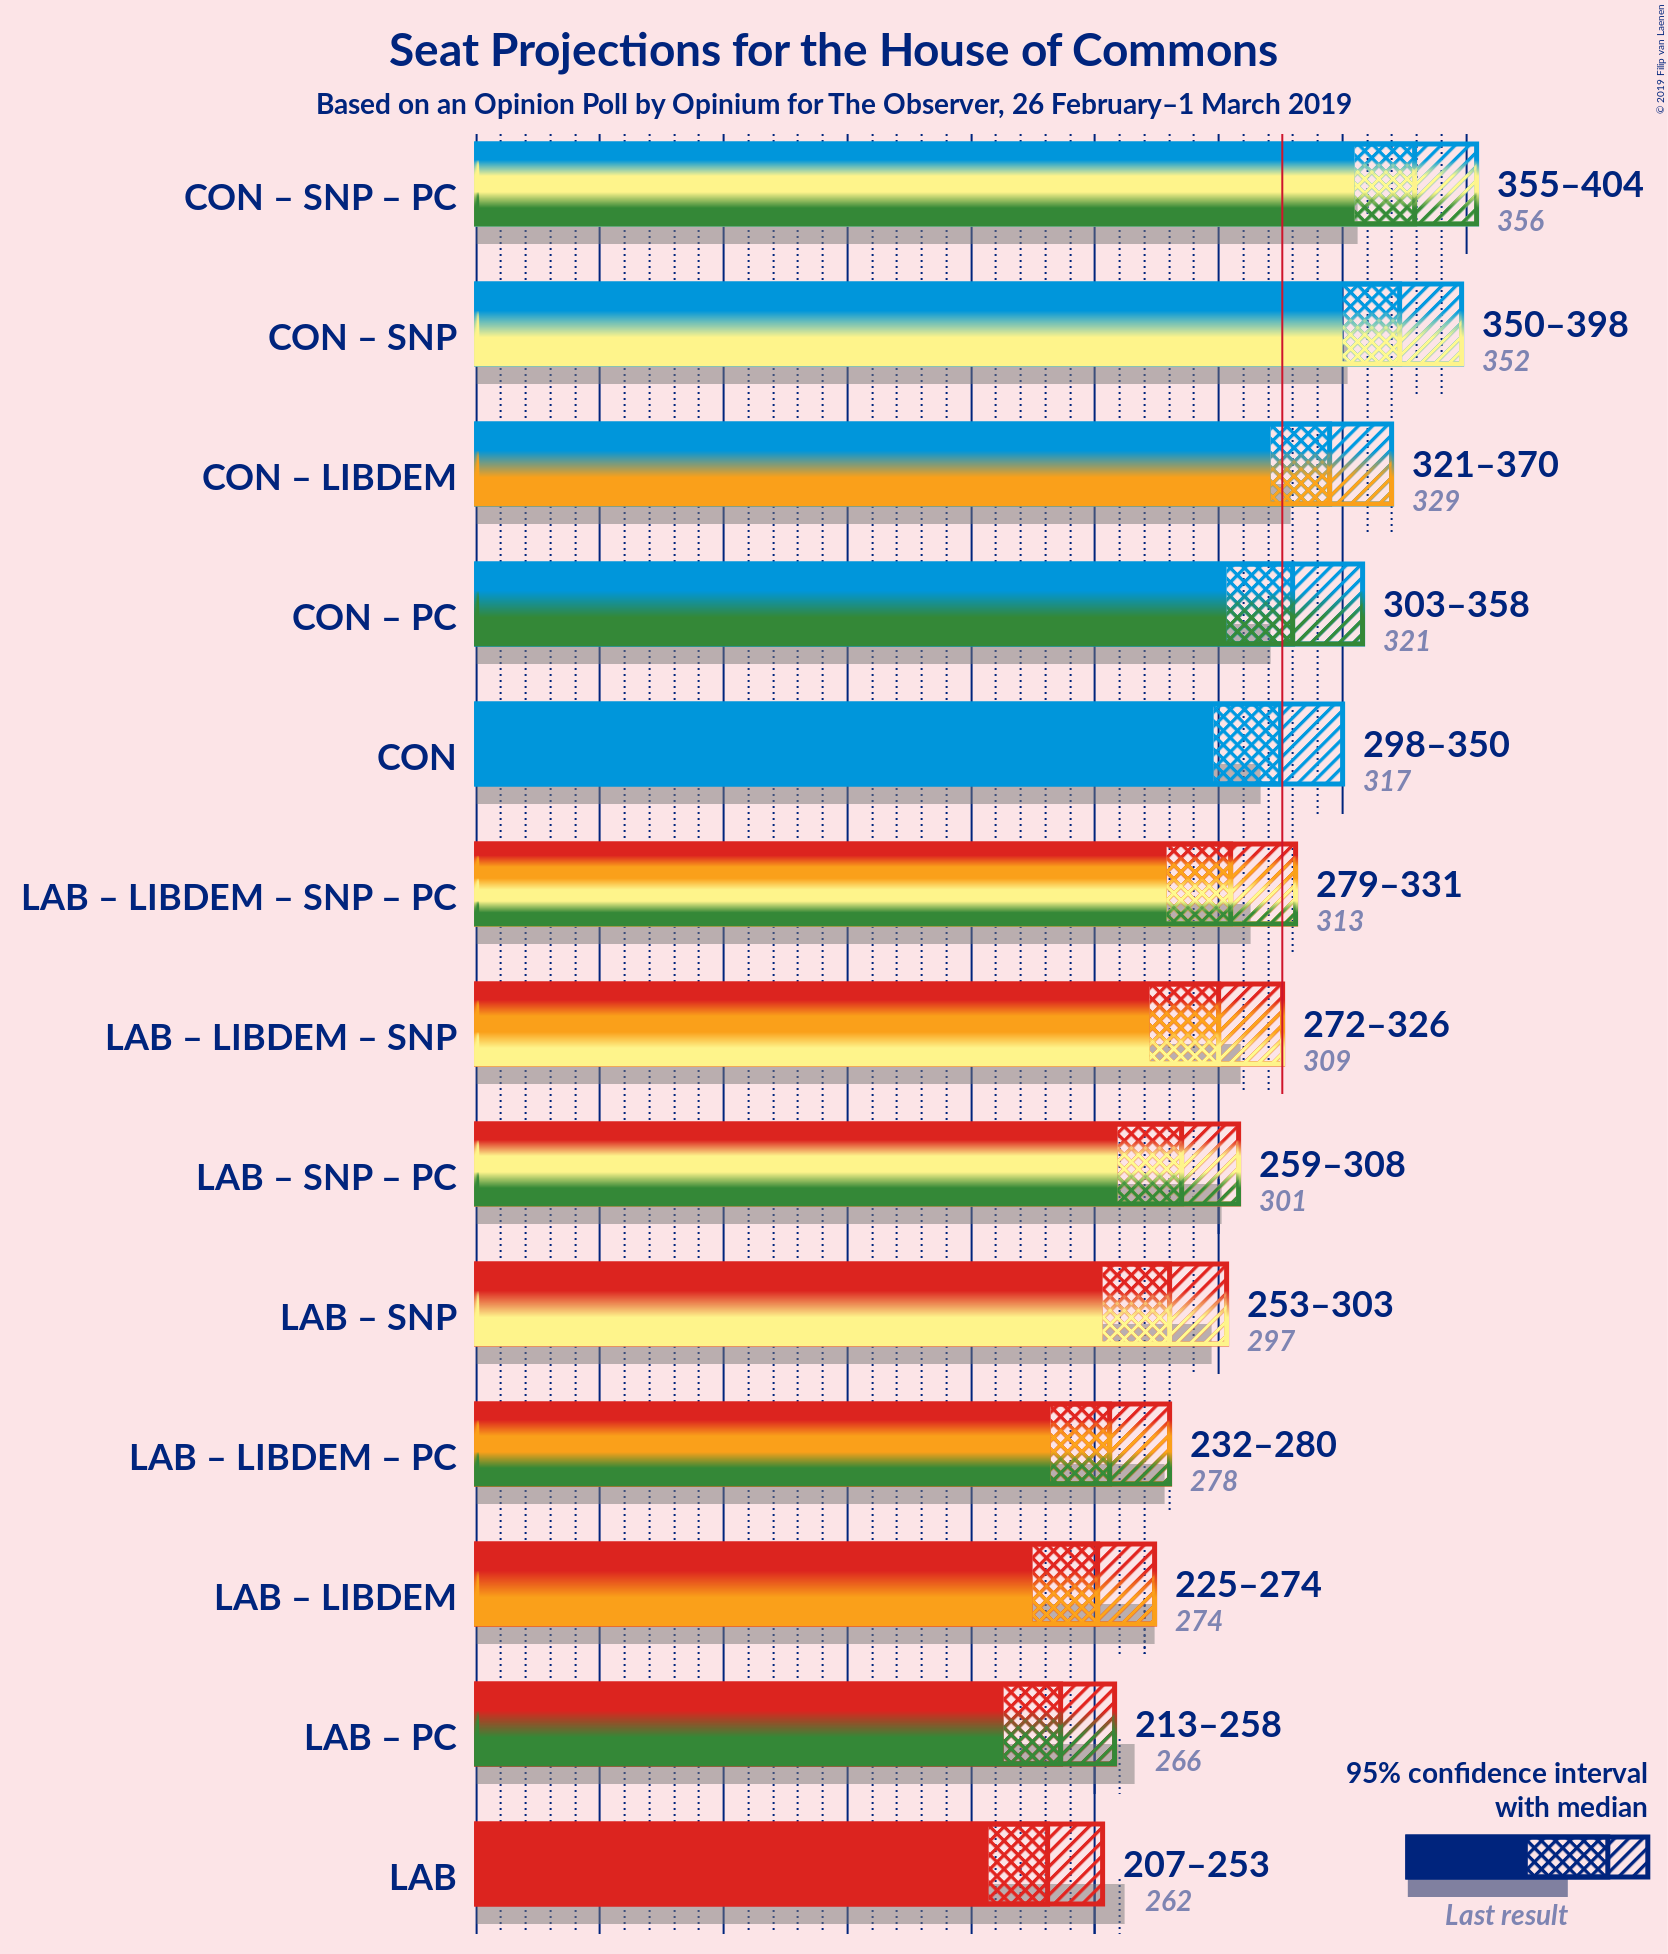 Seat Projections for the House of Commons
Based on an Opinion Poll by Opinium for The Observer, 26 February–1 March 2019
© 2019 Filip van Laenen
CON – SNP – PC
355–404
356
CON – SNP
350–398
352
CON – LIBDEM
321–370
329
CON – PC
303–358
321
CON
298–350
317
LAB – LIBDEM – SNP – PC
279–331
313
LAB – LIBDEM – SNP
272–326
309
LAB – SNP – PC
259–308
301
LAB – SNP
253–303
297
LAB – LIBDEM – PC
232–280
278
LAB – LIBDEM
225–274
274
LAB – PC
213–258
266
LAB
207–253
262
95% confidence interval
with median
Last result